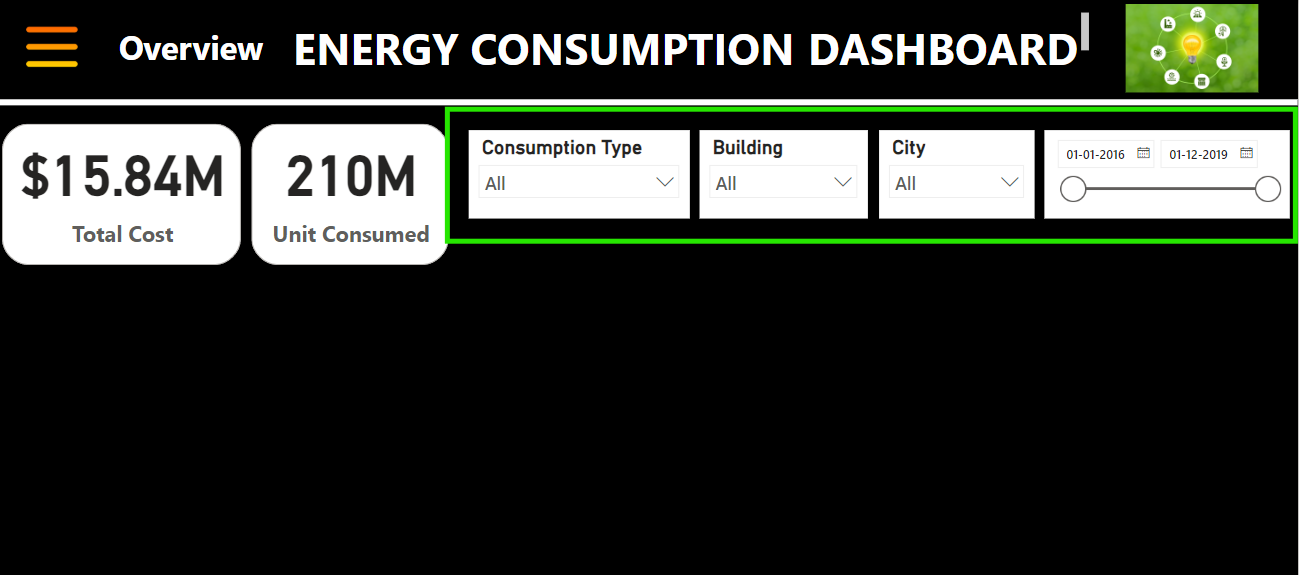 Overview ENERGY CONSUMPTION DASHBOARD
$15.84M
Total Cost
210M
Unit Consumed
Consumption Type
All
Building
All
City
All
01-01-2016 01-12-2019